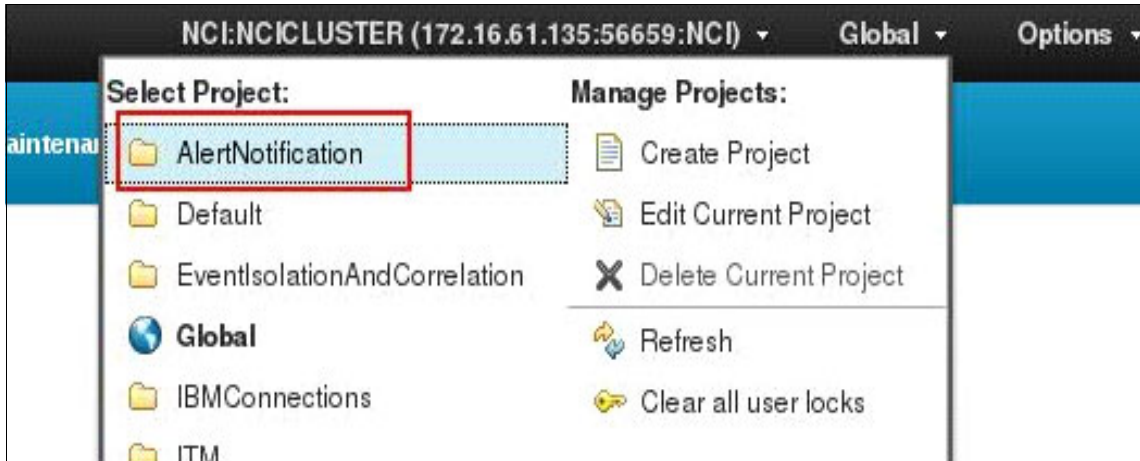 NCI:NCICLUSTER (172.16.61.135:56659:NCI) Global Options
Select Project: Manage Projects:
aintenan AlertNotification Create Project
Default Edit Current Project
EventIsolationAndCorrelation Delete Current Project
Global Refresh
IBMConnections Clear all user locks
ITM